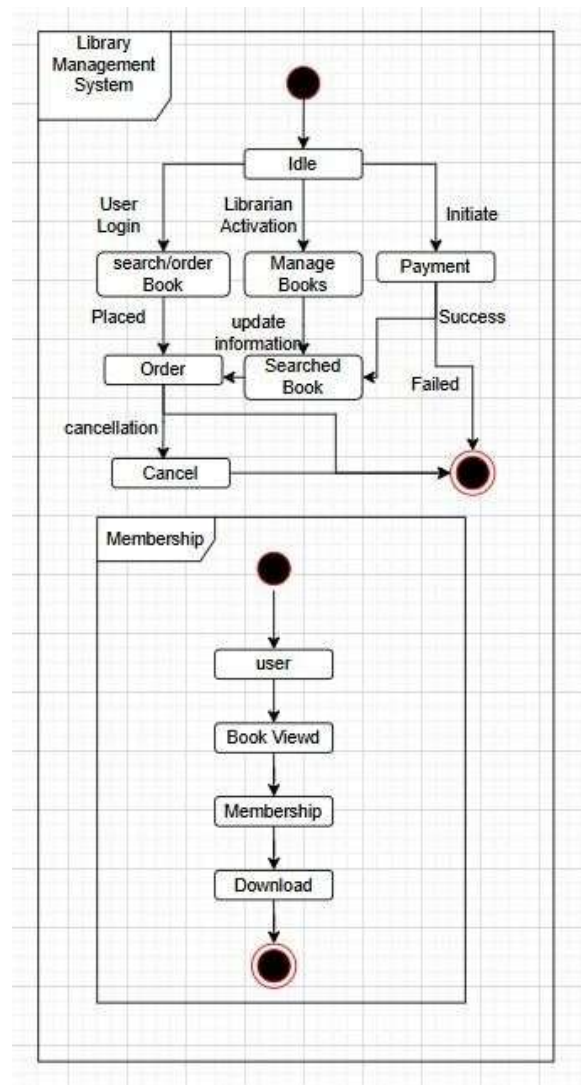 Library
Management
System
Idle
User
Login
Librarian
Activation
Initiate
search/order
Book
Manage
Books
Payment
Placed
update
information
Success
Order
Searched
Book
Failed
cancellation
Cancel
Membership
user
Book Viewd
Membership
Download